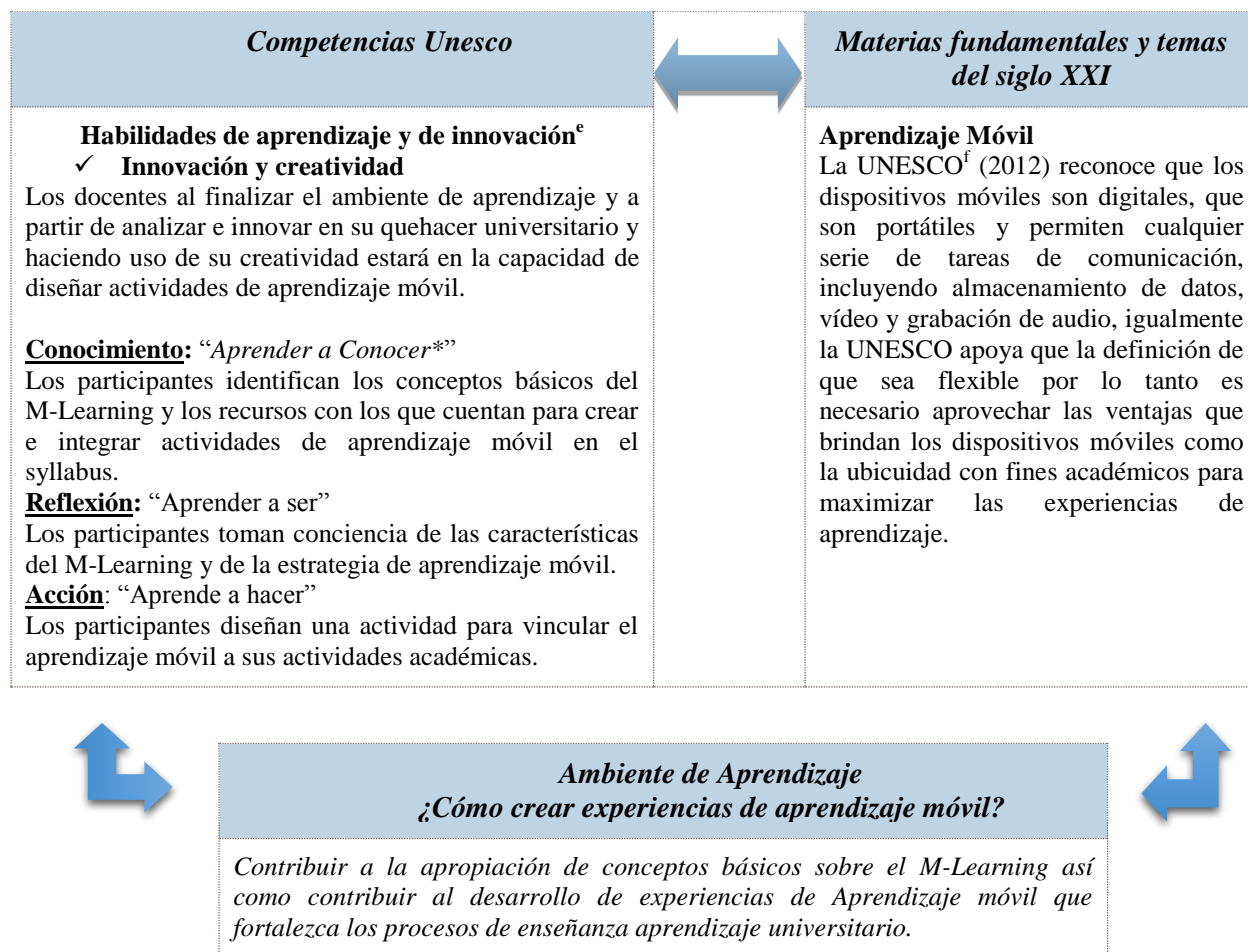 Competencias Unesco
Materias fundamentales y temas
del siglo XXI
Habilidades de aprendizaje y de innovaciónᵉ
✓ Innovación y creatividad
Los docentes al finalizar el ambiente de aprendizaje y a
partir de analizar e innovar en su quehacer universitario y
haciendo uso de su creatividad estará en la capacidad de
diseñar actividades de aprendizaje móvil.
Conocimiento: “Aprender a Conocer*”
Los participantes identifican los conceptos básicos del
M-Learning y los recursos con los que cuentan para crear
e integrar actividades de aprendizaje móvil en el
syllabus.
Reflexión: “Aprender a ser”
Los participantes toman conciencia de las características
del M-Learning y de la estrategia de aprendizaje móvil.
Acción: “Aprende a hacer”
Los participantes diseñan una actividad para vincular el
aprendizaje móvil a sus actividades académicas.
Aprendizaje Móvil
La UNESCOᶠ (2012) reconoce que los
dispositivos móviles son digitales, que
son portátiles y permiten cualquier
serie de tareas de comunicación,
incluyendo almacenamiento de datos,
vídeo y grabación de audio, igualmente
la UNESCO apoya que la definición de
que sea flexible por lo tanto es
necesario aprovechar las ventajas que
brindan los dispositivos móviles como
la ubicuidad con fines académicos para
maximizar las experiencias de
aprendizaje.
Ambiente de Aprendizaje
¿Cómo crear experiencias de aprendizaje móvil?
Contribuir a la apropiación de conceptos básicos sobre el M-Learning así
como contribuir al desarrollo de experiencias de Aprendizaje móvil que
fortalezca los procesos de enseñanza aprendizaje universitario.